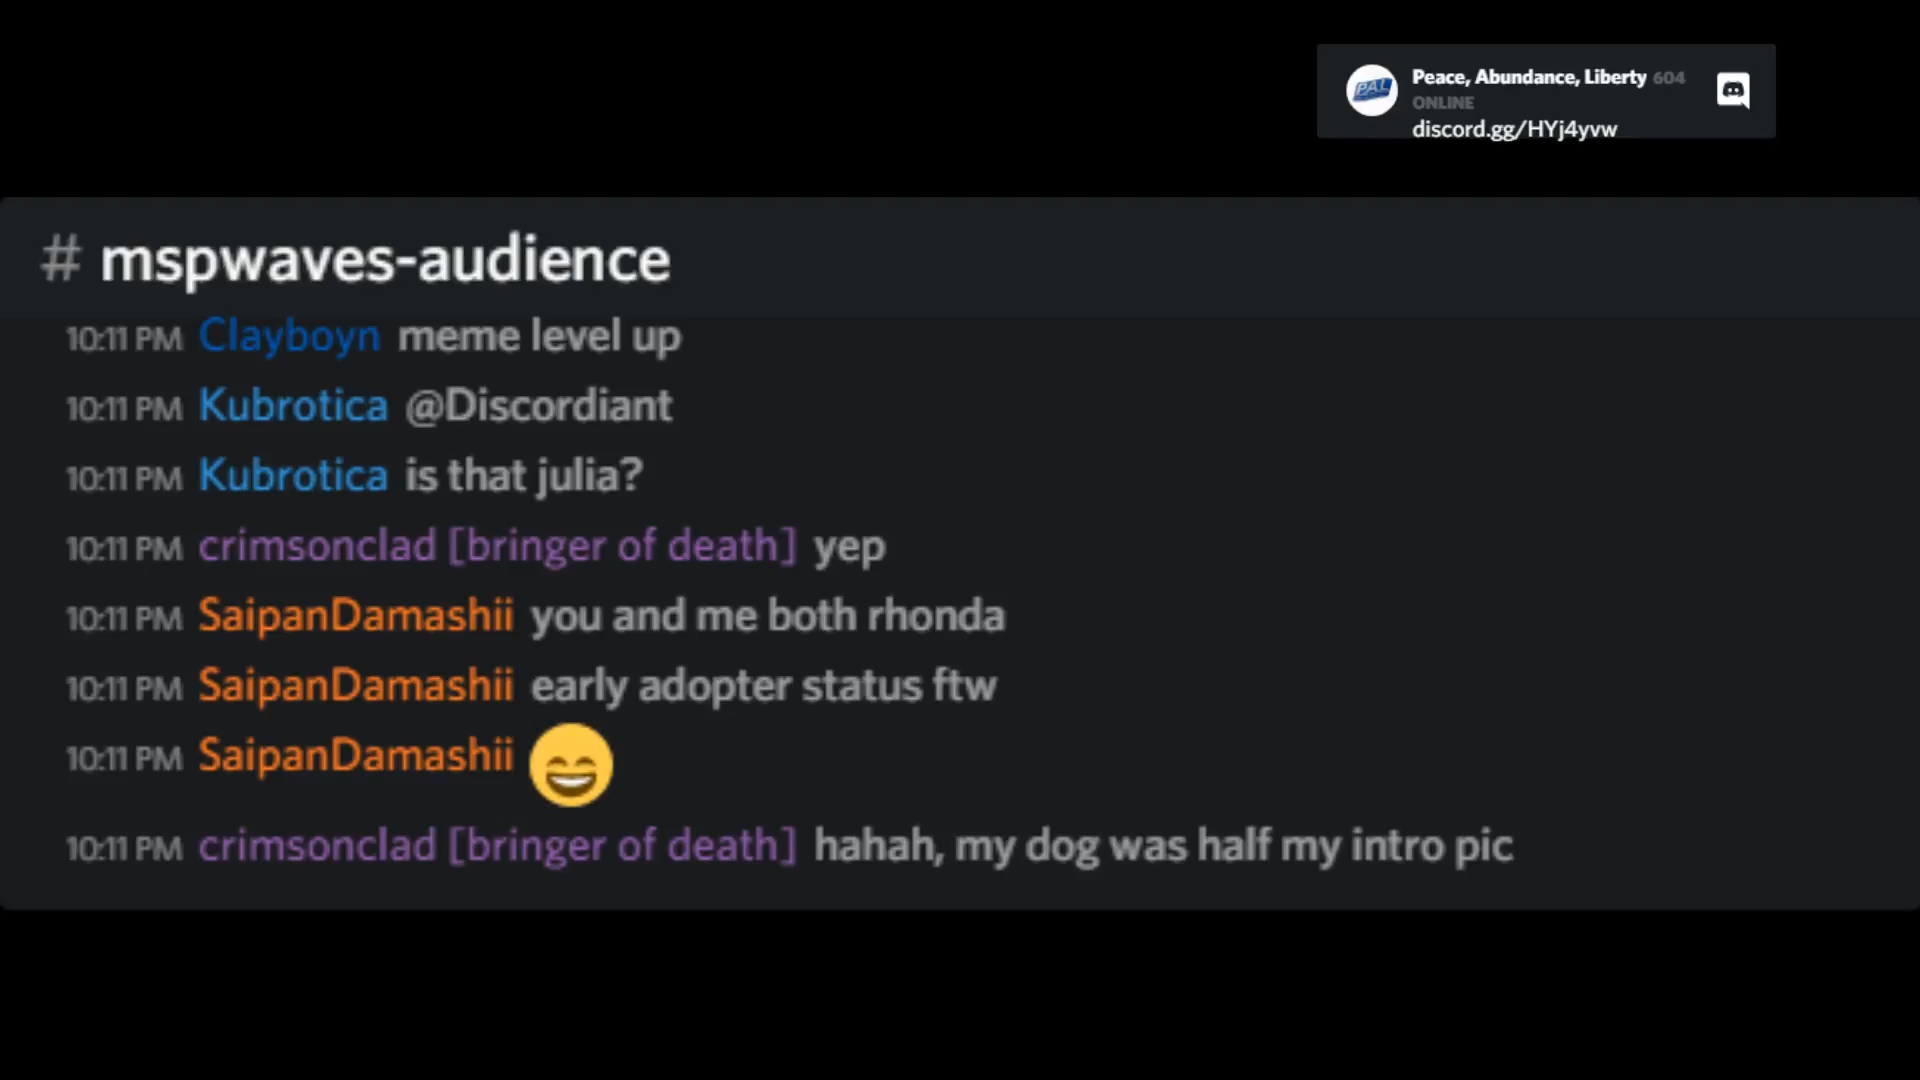 PAL
Peace, Abundance, Liberty 604
ONLINE
discord.gg/HYj4yvw
# mspwaves-audience
10:11 PM Clayboyn meme level up
10:11 PM Kubrotica @Discordiant
10:11 PM Kubrotica is that julia?
10:11 PM crimsonclad [bringer of death] yep
10:11 PM SaipanDamashii you and me both rhonda
10:11 PM SaipanDamashii early adopter status ftw
10:11 PM SaipanDamashii 😄
10:11 PM crimsonclad [bringer of death] hahah, my dog was half my intro pic